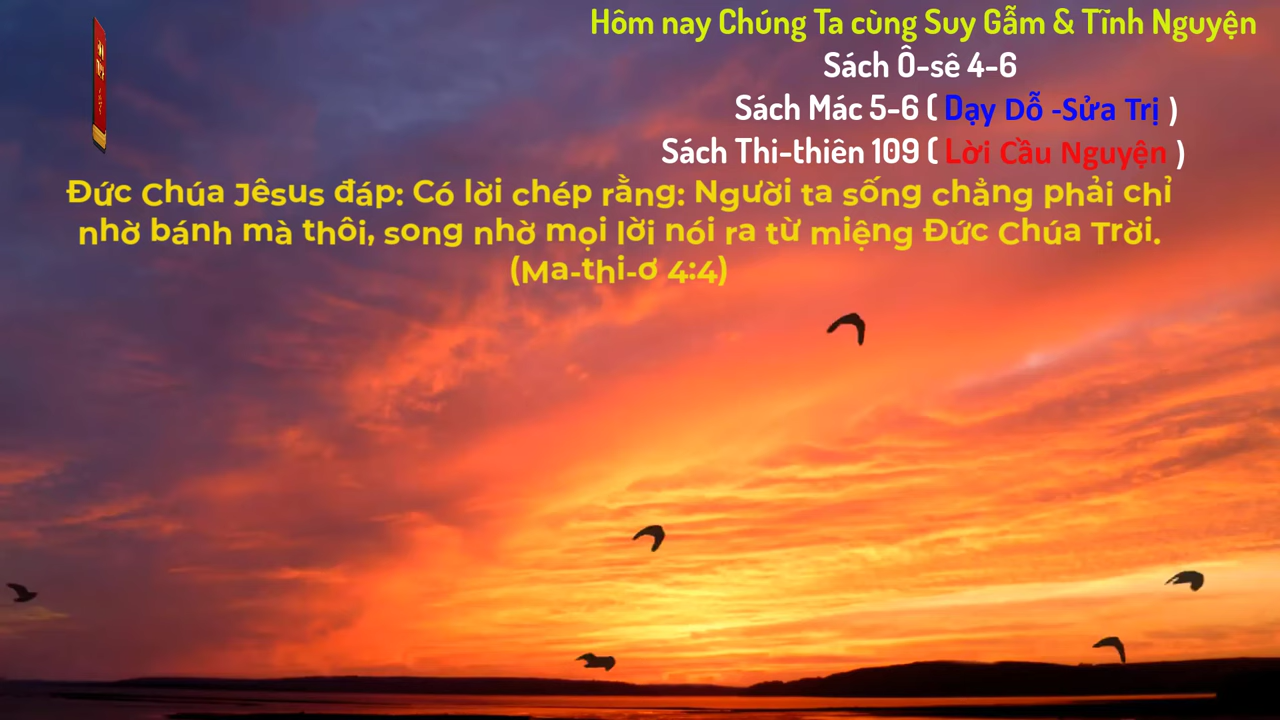 Hôm nay Chúng Ta cùng Suy Gẫm & Tĩnh Nguyện
Sách Ô-sê 4-6
Sách Mác 5-6 ( Dạy Dỗ -Sửa Trị )
Sách Thi-thiên 109 ( Lời Cầu Nguyện )
Đức Chúa Jêsus đáp: Có lời chép rằng: Người ta sống chẳng phải chỉ
nhờ bánh mà thôi, song nhờ mọi lời nói ra từ miệng Đức Chúa Trời.
(Ma-thi-ơ 4:4)